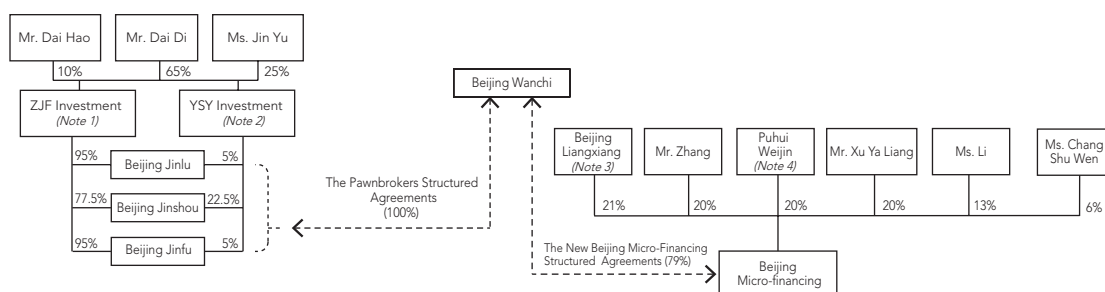 Mr. Dai Hao
Mr. Dai Di
Ms. Jin Yu
10%
65%
25%
ZJF Investment
(Note 1)
YSY Investment
(Note 2)
95%
Beijing Jinlu
5%
77.5%
Beijing Jinshou
22.5%
95%
Beijing Jinfu
5%
The Pawnbrokers Structured
Agreements
(100%)
Beijing Wanchi
Beijing
Liangxiang
(Note 3)
Mr. Zhang
Puhui
Weijin
(Note 4)
Mr. Xu Ya Liang
Ms. Li
Ms. Chang
Shu Wen
21%
20%
20%
20%
13%
6%
The New Beijing Micro-Financing
Structured Agreements (79%)
Beijing
Micro-financing